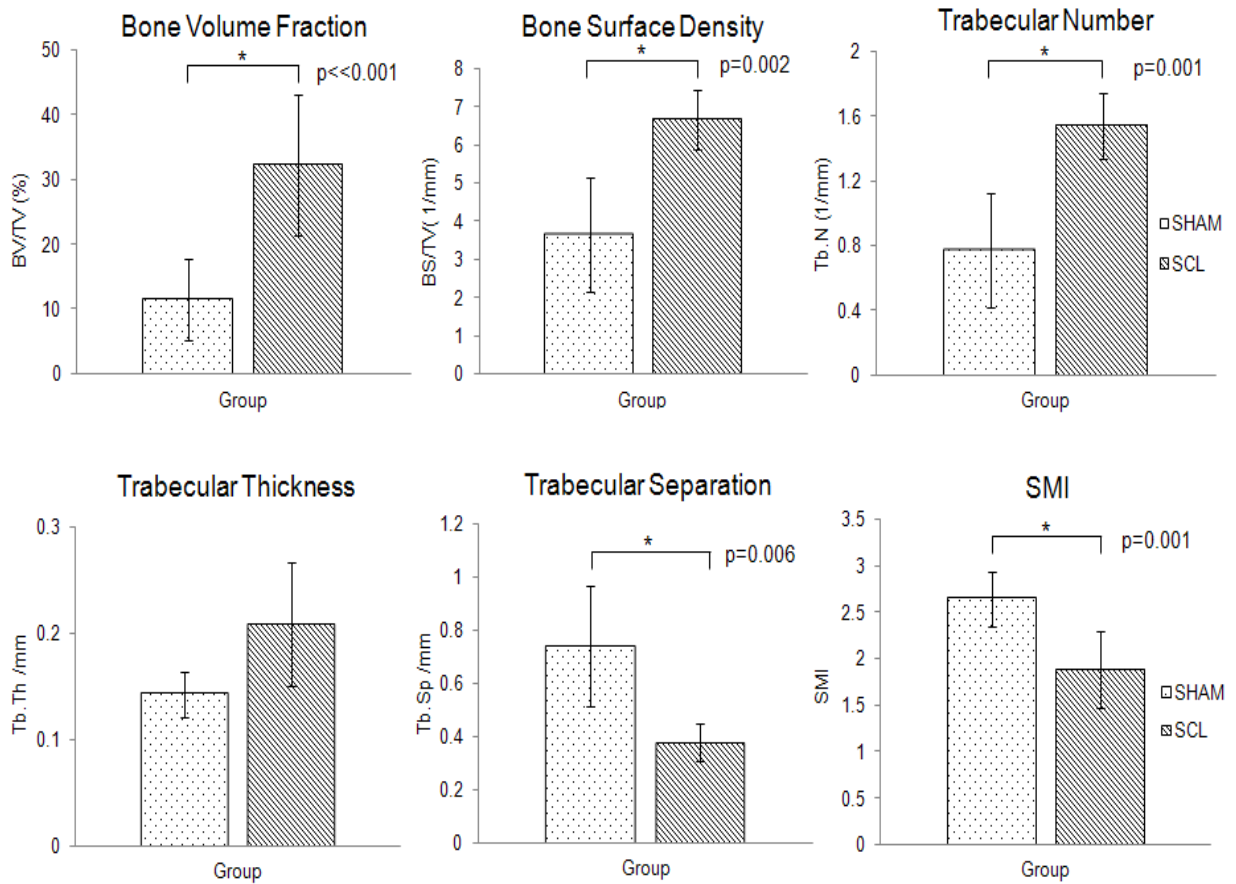 Bone Volume Fraction
50
40
30
20
10
0
BV/TV (%)
*
p<<0.001
Group
Bone Surface Density
8
7
6
5
4
3
2
1
0
BS/TV( 1/mm)
*
p=0.002
Group
Trabecular Number
2
1.6
1.2
0.8
0.4
0
Tb.N (1/mm)
*
p=0.001
Group
SHAM
SCL
Trabecular Thickness
0.3
0.2
0.1
0
Tb.Th /mm
Group
Trabecular Separation
1.2
1
0.8
0.6
0.4
0.2
0
Tb.Sp /mm
*
p=0.006
Group
SMI
3.5
3
2.5
2
1.5
1
0.5
0
SMI
*
p=0.001
Group
SHAM
SCL